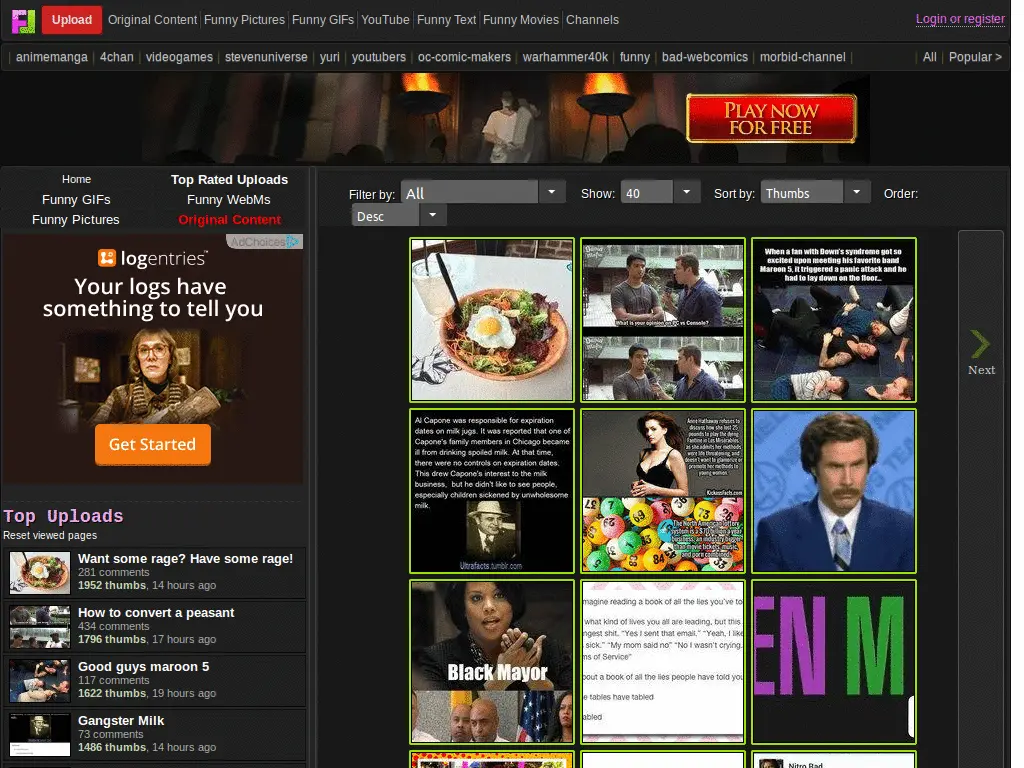 FJ
Upload Original Content Funny Pictures Funny GIFs YouTube Funny Text Funny Movies Channels
Login or register
animemanga 4chan videogames stevenuniverse yuri youtubers oc-comic-makers warhammer40k funny bad-webcomics morbid-channel
All Popular >
PLAY NOW
FOR FREE
Home Top Rated Uploads
Funny GIFs Funny WebMs
Funny Pictures Original Content
AdChoices
logentries™
Your logs have
something to tell you
Get Started
Top Uploads
Reset viewed pages
Want some rage? Have some rage!
281 comments
1952 thumbs, 14 hours ago
How to convert a peasant
434 comments
1796 thumbs, 17 hours ago
Good guys maroon 5
117 comments
1622 thumbs, 19 hours ago
Gangster Milk
73 comments
1486 thumbs, 14 hours ago
Filter by: All Show: 40 Sort by: Thumbs Order:
Desc
What is your opinion on PC vs Console?
When a fan with Down's syndrome got so
excited upon meeting his favorite band
Maroon 5, it triggered a panic attack and he
had to lay down on the floor...
Next
Al Capone was responsible for expiration
dates on milk jugs. It was reported that one of
Capone's family members in Chicago became
ill from drinking spoiled milk. At that time,
there were no controls on expiration dates.
This drew Capone's interest to the milk
business, but he didn't like to see people,
especially children sickened by unwholesome
milk.
Ultrafacts.tumblr.com
Anne Hathaway refuses to
discuss how she lost 25
pounds to play the dying
Fantine in Les Miserables,
as she admits her methods
were life threatening, and
doesn't want to glamorize or
promote her methods to
young women.
KickassFacts.com
The North American lottery
system is a $70 billion a year
business, an industry bigger
than movie tickets, music,
and porn combined.
Black Mayor
magine reading a book of all the lies you've to
what kind of lives you all are leading, but this
ngest shit. "Yes I sent that email," "Yeah, I like
sick." "My mom said no" "No I wasn't crying.
ms of Service"
bout a book of all the lies people have told you
e tables have tabled
abled
EN M
Nitro Rad